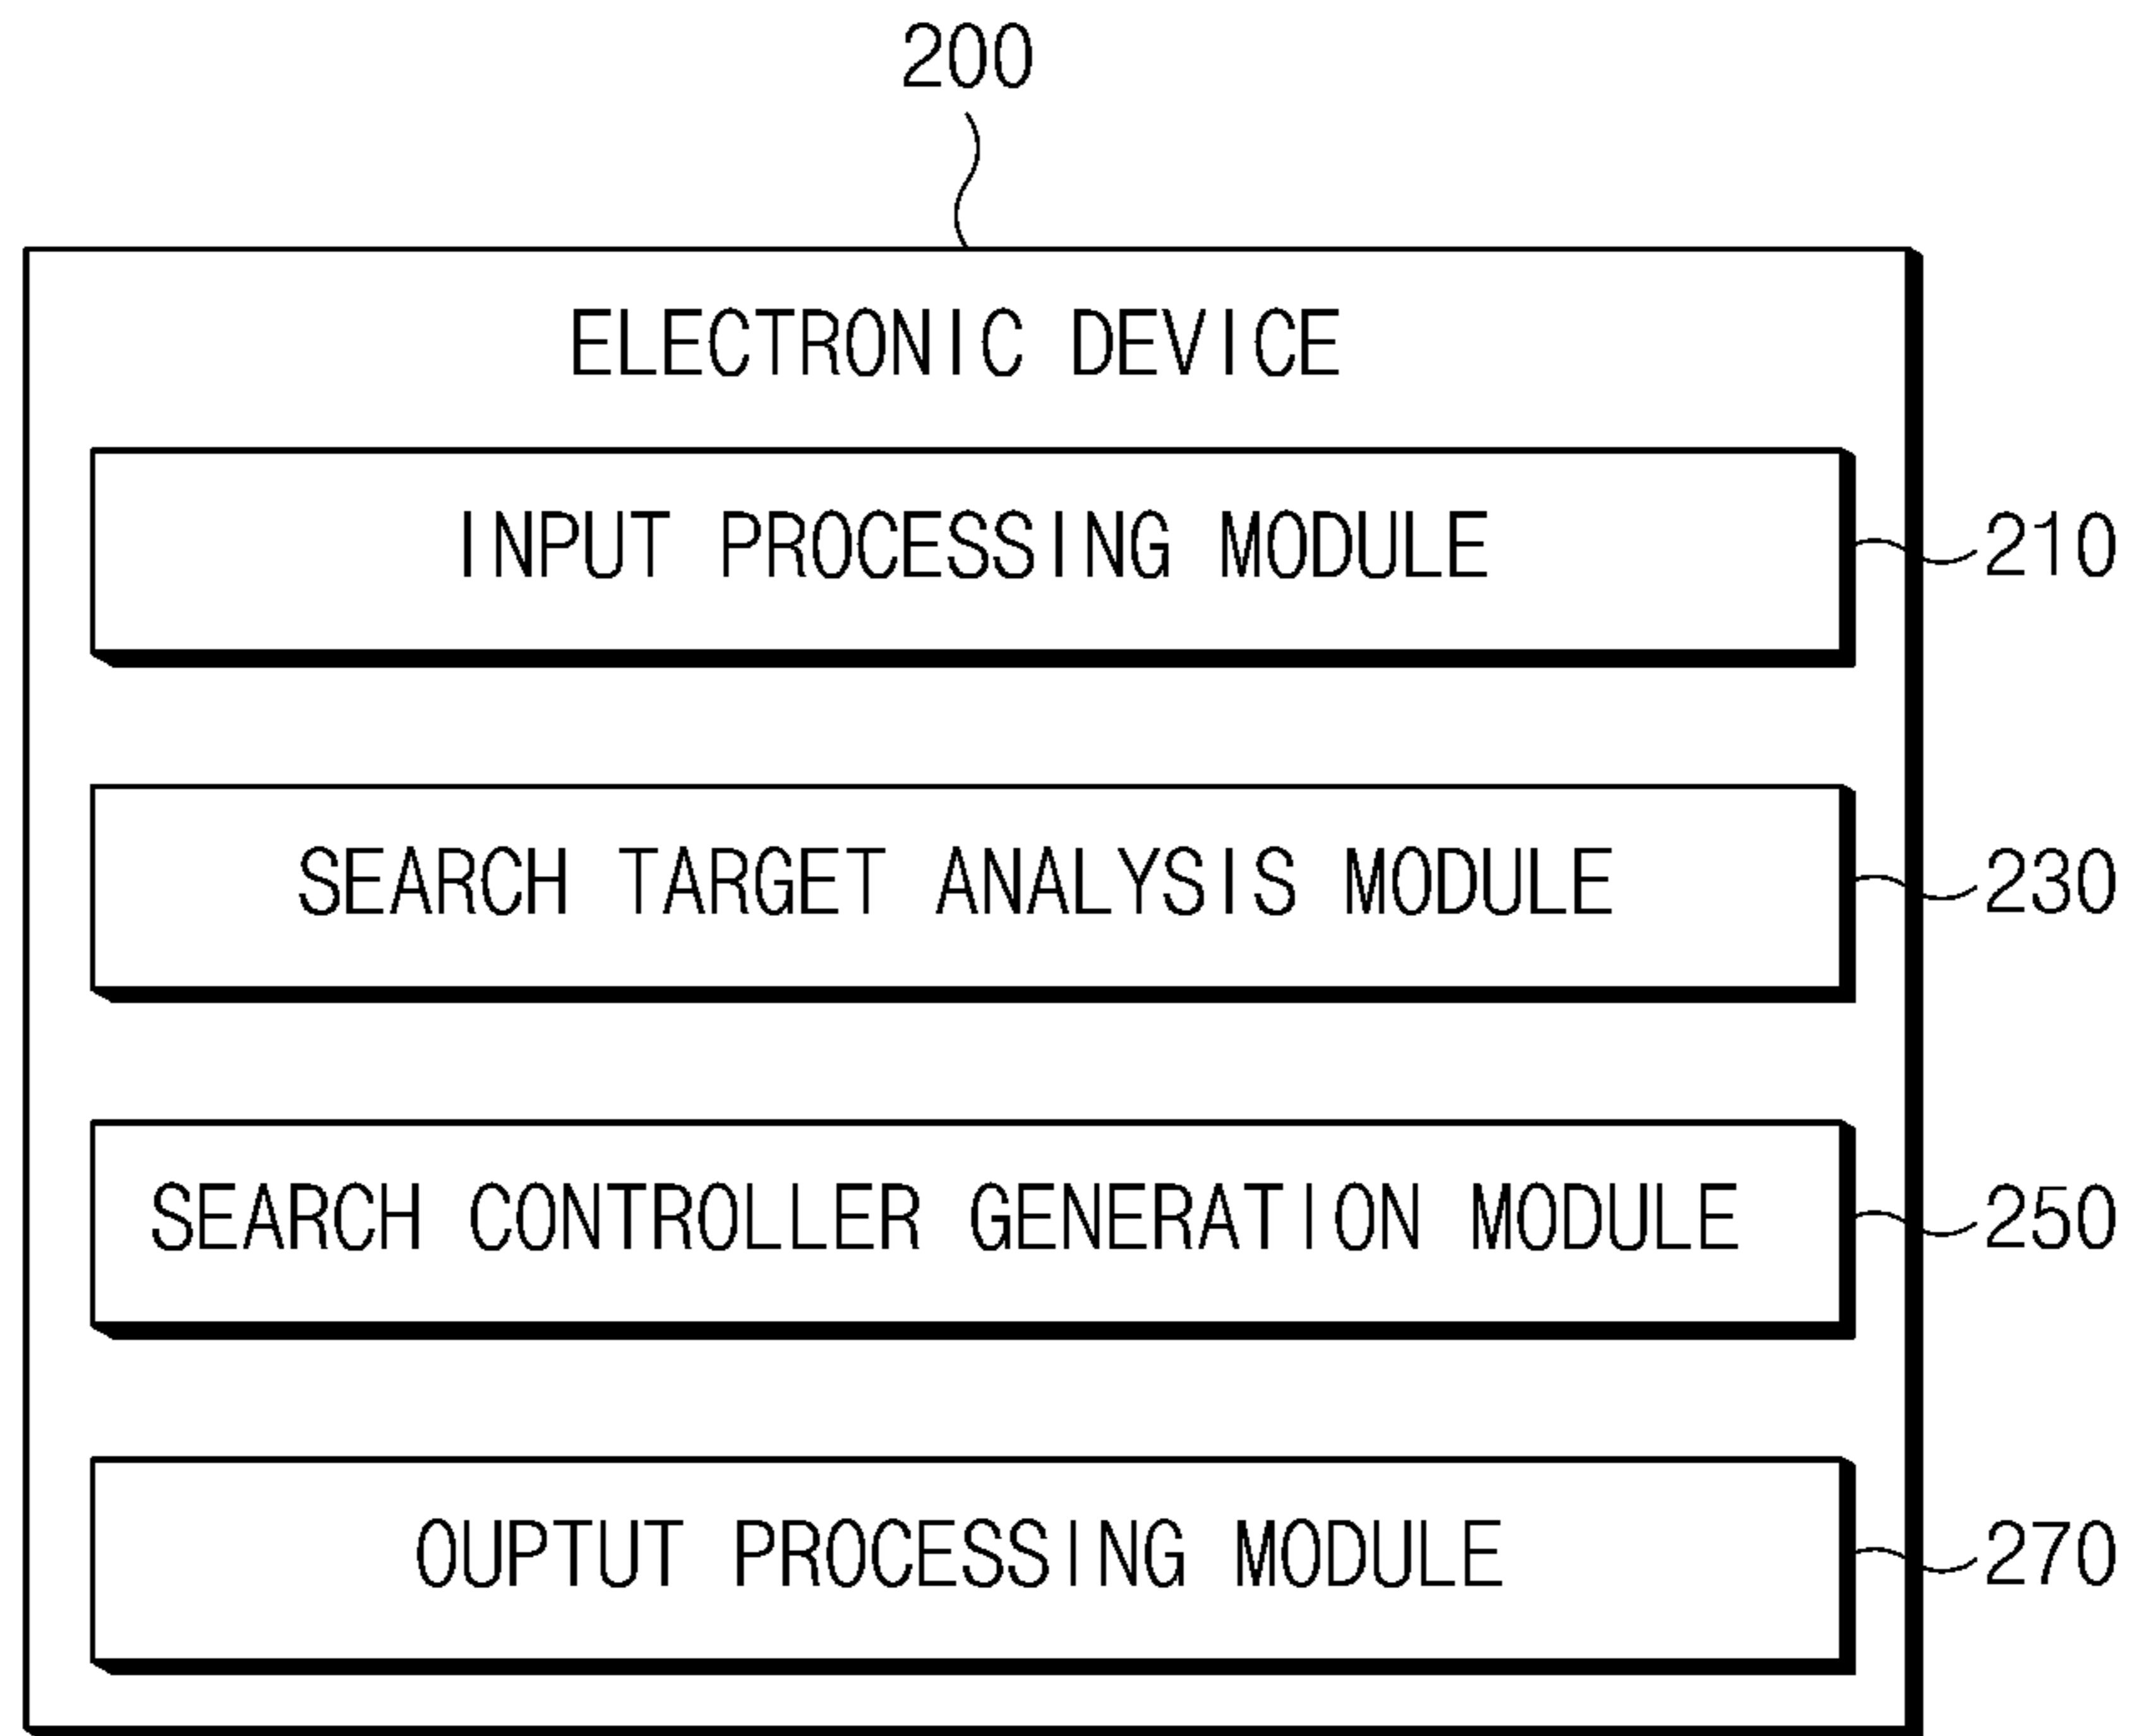 200
ELECTRONIC DEVICE
INPUT PROCESSING MODULE
210
SEARCH TARGET ANALYSIS MODULE
230
SEARCH CONTROLLER GENERATION MODULE
250
OUPTUT PROCESSING MODULE
270